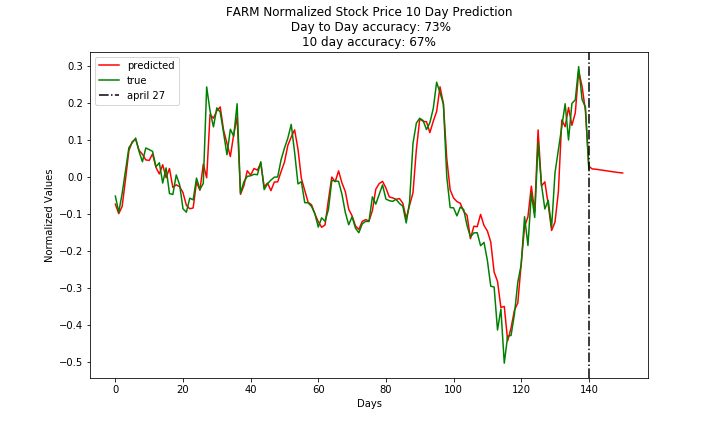 FARM Normalized Stock Price 10 Day Prediction
Day to Day accuracy: 73%
10 day accuracy: 67%
predicted
true
april 27
0.3
0.2
0.1
0.0
−0.1
−0.2
−0.3
−0.4
−0.5
Normalized Values
0 20 40 60 80 100 120 140
Days